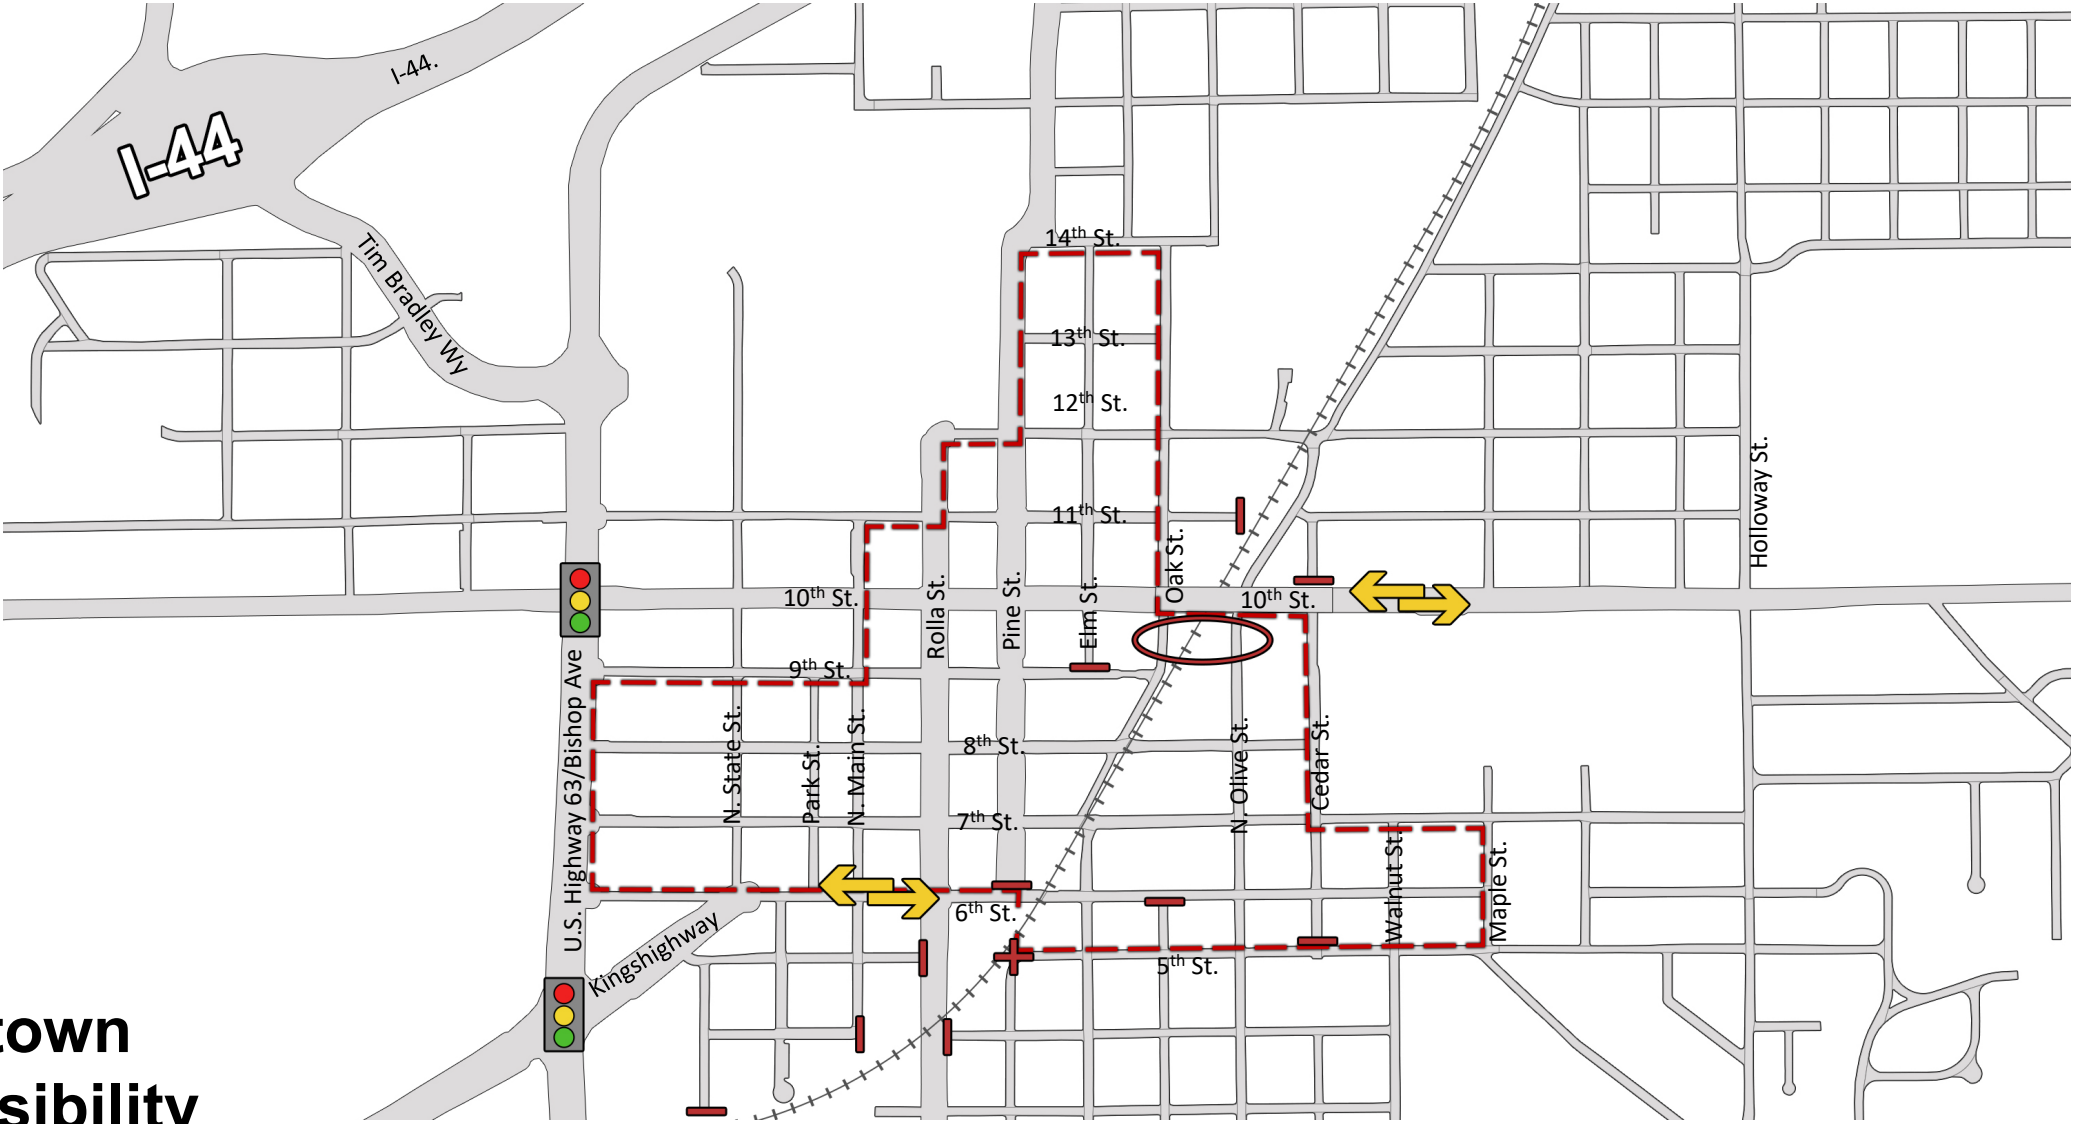 I-44.
I-44
Tim Bradley Wy
14th St.
13th St.
12th St.
11th St.
Holloway St.
Oak St.
10th St.
10th St.
Rolla St.
Pine St.
Elm St.
9th St.
U.S. Highway 63/Bishop Ave
N. State St.
Park St.
N. Main St.
8th St.
N. Olive St.
Cedar St.
7th St.
Walnut St.
Maple St.
6th St.
Kingshighway
5th St.
town
sibility